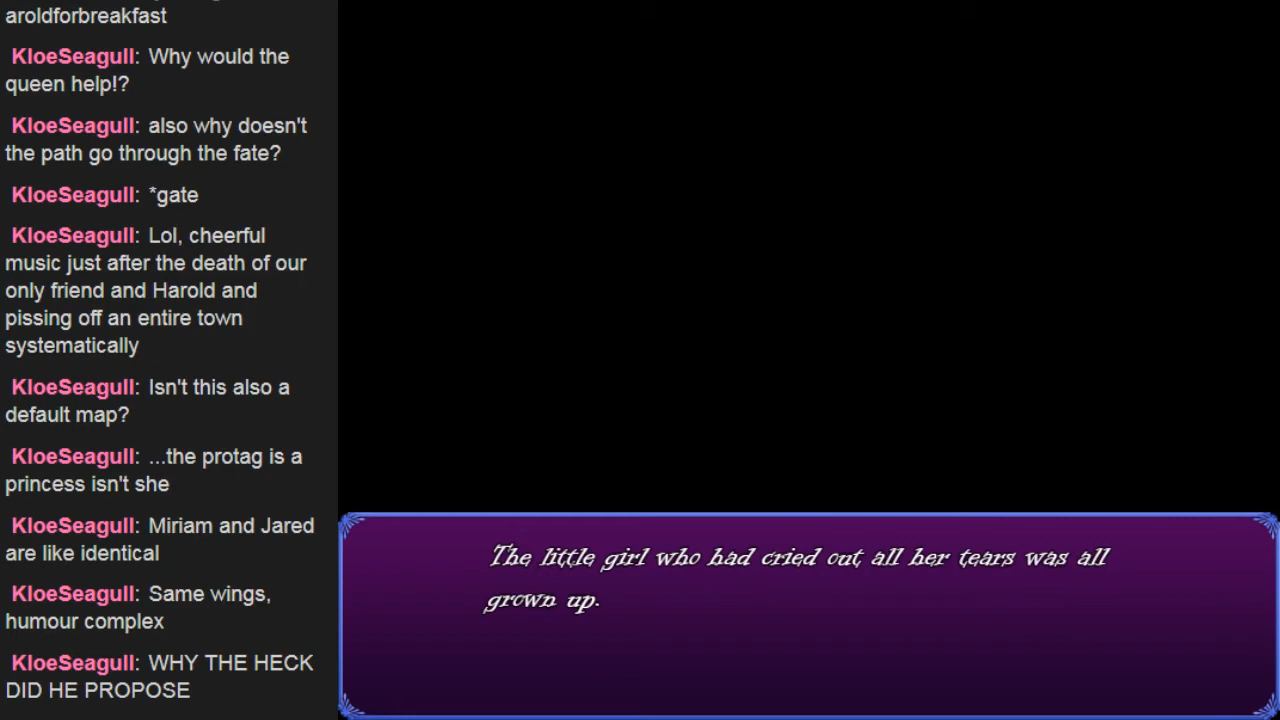 aroldforbreakfast
KloeSeagull: Why would the
queen help!?
KloeSeagull: also why doesn't
the path go through the fate?
KloeSeagull: *gate
KloeSeagull: Lol, cheerful
music just after the death of our
only friend and Harold and
pissing off an entire town
systematically
KloeSeagull: Isn't this also a
default map?
KloeSeagull: ...the protag is a
princess isn't she
KloeSeagull: Miriam and Jared
are like identical
KloeSeagull: Same wings,
humour complex
KloeSeagull: WHY THE HECK
DID HE PROPOSE
The little girl who had cried out all her tears was all
grown up.